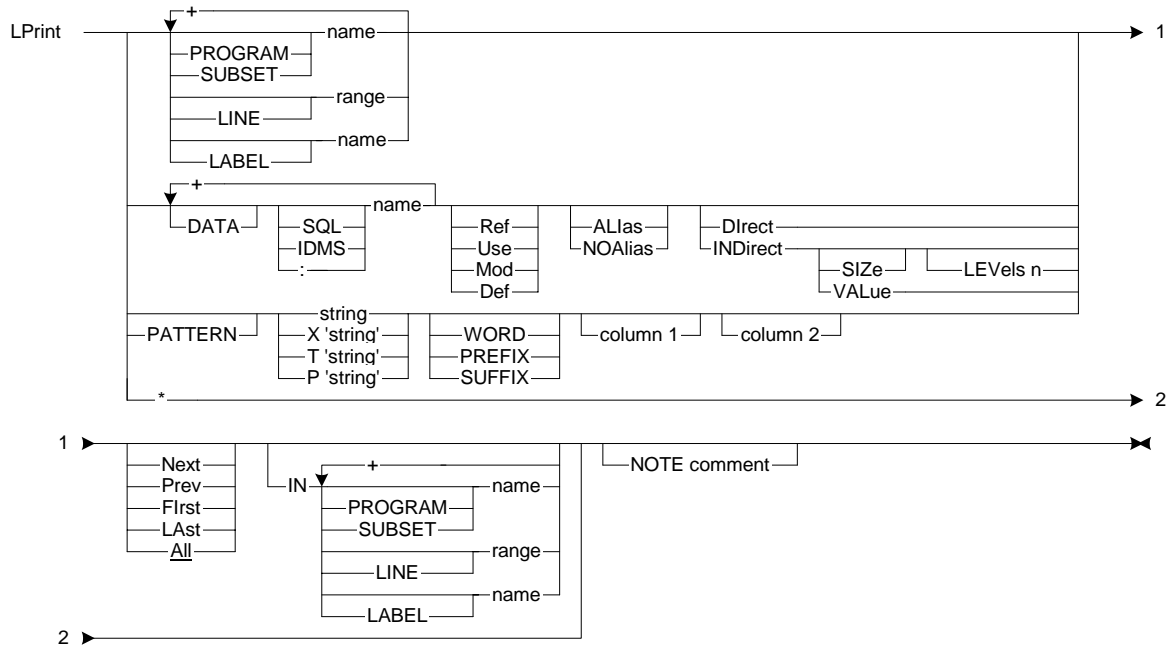 +
LPrint name 1
PROGRAM
SUBSET
range
LINE
name
LABEL
+
name
DATA SQL Ref ALIas DIrect
IDMS Use NOAlias INDirect
: Mod SIZe LEVels n
Def VALue
string
PATTERN X 'string' WORD column 1 column 2
T 'string' PREFIX
P 'string' SUFFIX
* 2
1
Next + NOTE comment
Prev IN name
FIrst PROGRAM
LAst SUBSET
All range
LINE
name
LABEL
2